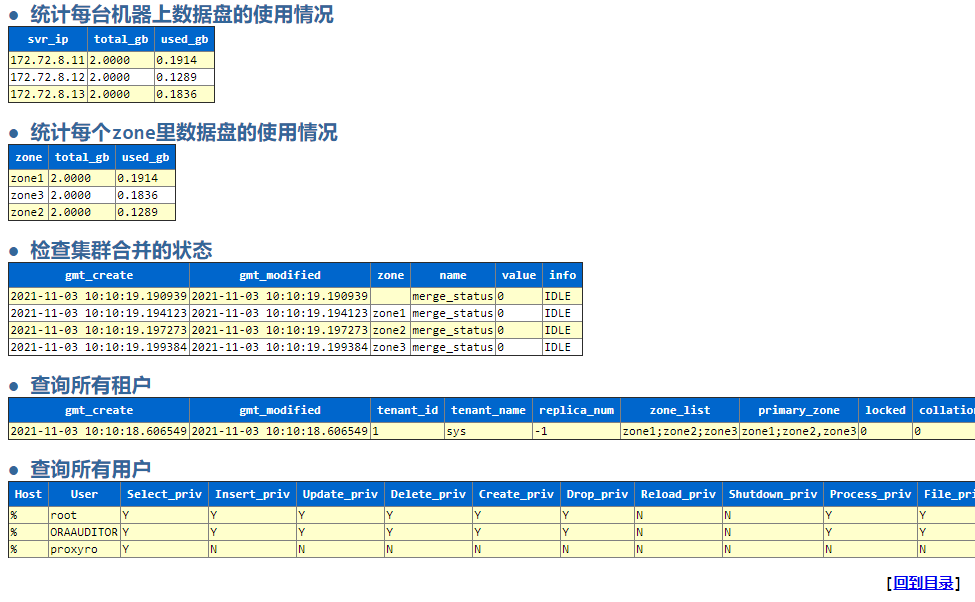 ● 统计每台机器上数据盘的使用情况
svr_ip total_gb used_gb
172.72.8.11 2.0000 0.1914
172.72.8.12 2.0000 0.1289
172.72.8.13 2.0000 0.1836
● 统计每个zone里数据盘的使用情况
zone total_gb used_gb
zone1 2.0000 0.1914
zone3 2.0000 0.1836
zone2 2.0000 0.1289
● 检查集群合并的状态
gmt_create gmt_modified zone name value info
2021-11-03 10:10:19.190939 2021-11-03 10:10:19.190939 merge_status 0 IDLE
2021-11-03 10:10:19.194123 2021-11-03 10:10:19.194123 zone1 merge_status 0 IDLE
2021-11-03 10:10:19.197273 2021-11-03 10:10:19.197273 zone2 merge_status 0 IDLE
2021-11-03 10:10:19.199384 2021-11-03 10:10:19.199384 zone3 merge_status 0 IDLE
● 查询所有租户
gmt_create gmt_modified tenant_id tenant_name replica_num zone_list primary_zone locked collation
2021-11-03 10:10:18.606549 2021-11-03 10:10:18.606549 1 sys -1 zone1;zone2;zone3 zone1;zone2,zone3 0 0
● 查询所有用户
Host User Select_priv Insert_priv Update_priv Delete_priv Create_priv Drop_priv Reload_priv Shutdown_priv Process_priv File_pri
% root Y Y Y Y Y Y N N Y Y
% ORAAUDITOR Y Y Y Y Y Y N N Y Y
% proxyro Y N N N N N N N N N
[回到目录]